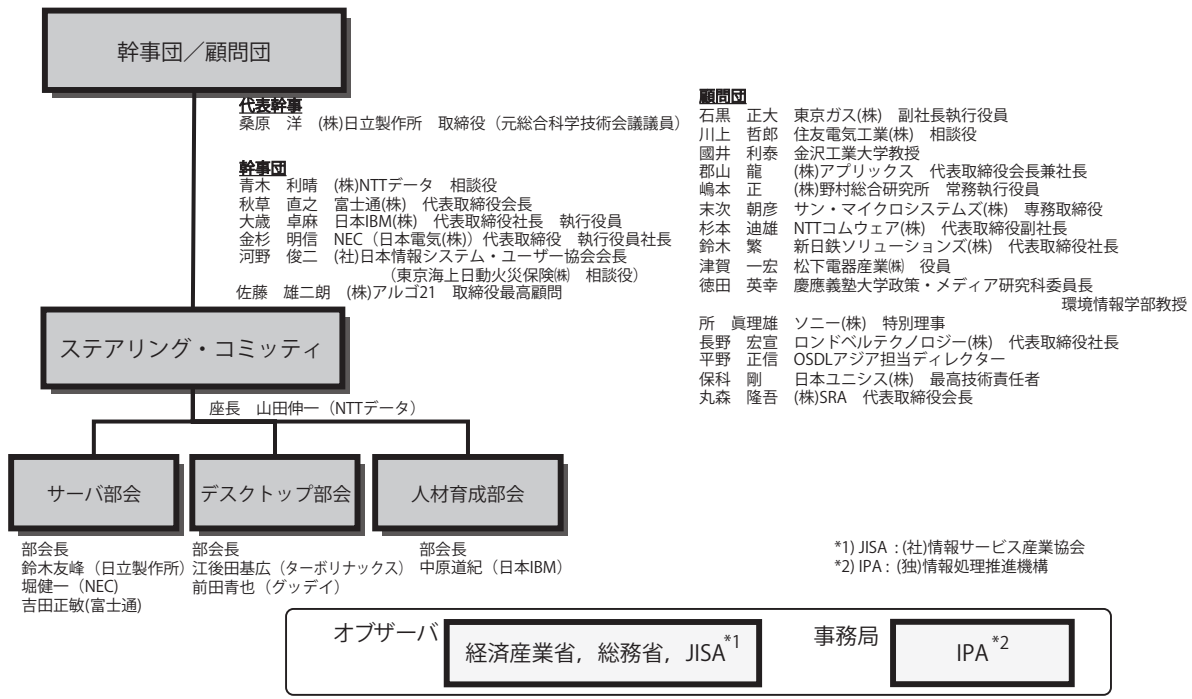 幹事団／顧問団
代表幹事
桑原　洋　(株)日立製作所　取締役（元総合科学技術会議議員）
幹事団
青木　利晴　(株)NTTデータ　相談役
秋草　直之　富士通(株)　代表取締役会長
大歳　卓麻　日本IBM(株)　代表取締役社長　執行役員
金杉　明信　NEC（日本電気(株)）代表取締役　執行役員社長
河野　俊二　(社)日本情報システム・ユーザー協会会長
（東京海上日動火災保険㈱　相談役）
佐藤　雄二朗　(株)アルゴ21　取締役最高顧問
顧問団
石黒　正大　東京ガス(株)　副社長執行役員
川上　哲郎　住友電気工業(株)　相談役
國井　利泰　金沢工業大学教授
郡山　龍　(株)アプリックス　代表取締役会長兼社長
嶋本　正　(株)野村総合研究所　常務執行役員
末次　朝彦　サン・マイクロシステムズ(株)　専務取締役
杉本　迪雄　NTTコムウェア(株)　代表取締役副社長
鈴木　繁　新日鉄ソリューションズ(株)　代表取締役社長
津賀　一宏　松下電器産業㈱　役員
徳田　英幸　慶應義塾大学政策・メディア研究科委員長
環境情報学部教授
所　眞理雄　ソニー(株)　特別理事
長野　宏宣　ロンドベルテクノロジー(株)　代表取締役社長
平野　正信　OSDLアジア担当ディレクター
保科　剛　日本ユニシス(株)　最高技術責任者
丸森　隆吾　(株)SRA　代表取締役会長
ステアリング・コミッティ
座長　山田伸一（NTTデータ）
サーバ部会
デスクトップ部会
人材育成部会
部会長
鈴木友峰（日立製作所）
堀健一（NEC）
吉田正敏(富士通)
部会長
江後田基広（ターボリナックス）
前田青也（グッデイ）
部会長
中原道紀（日本IBM）
*1) JISA：(社)情報サービス産業協会
*2) IPA：(独)情報処理推進機構
オブザーバ
経済産業省，総務省，JISA*1
事務局
IPA*2